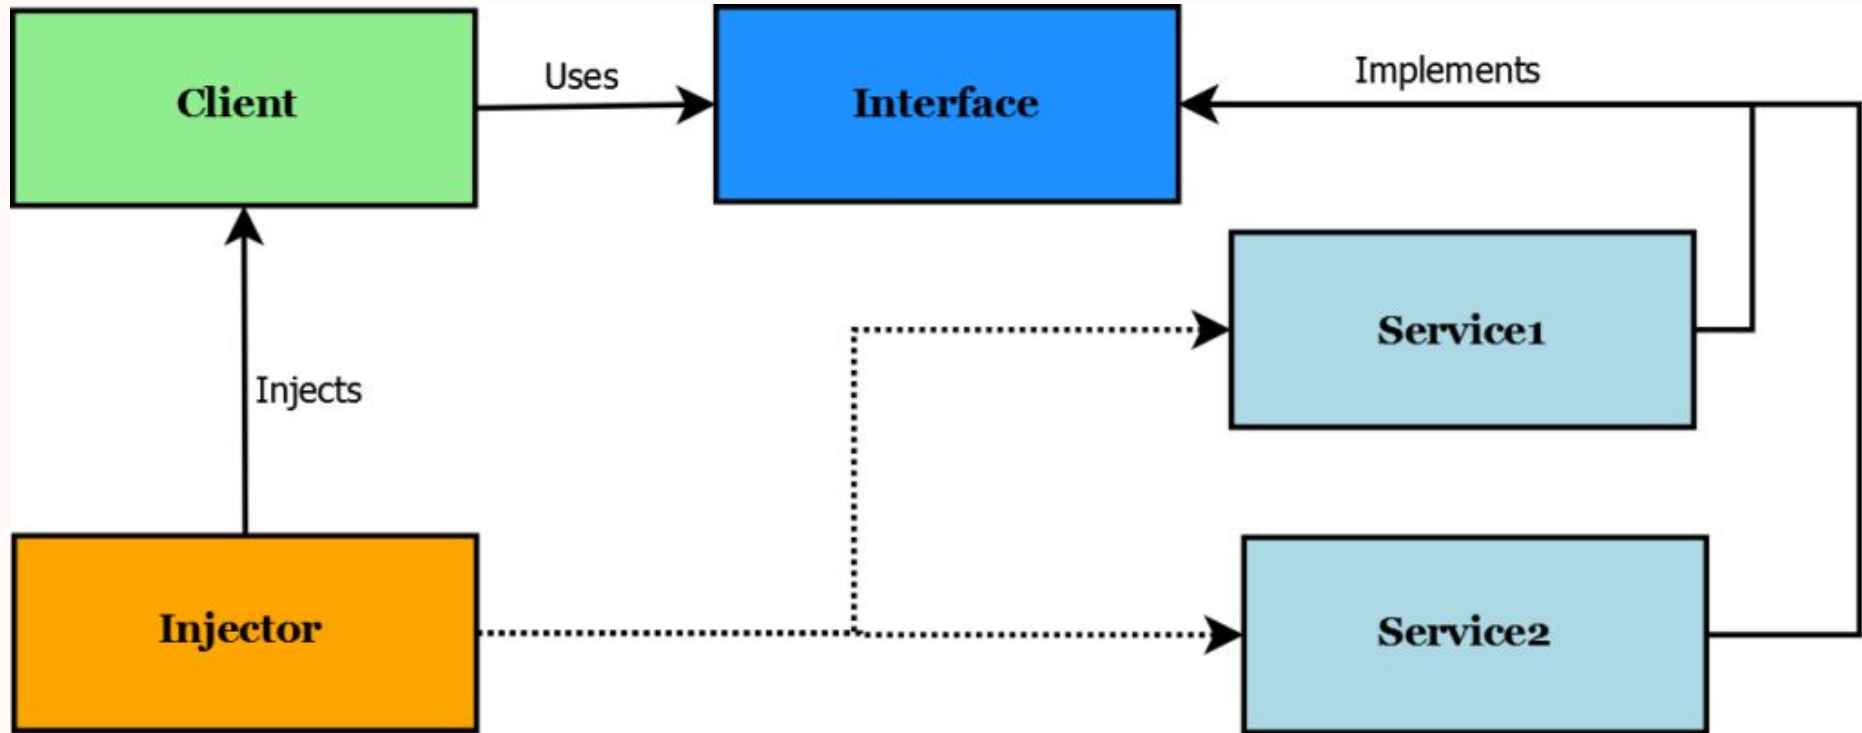 Client
Uses
Interface
Implements
Service1
Injects
Injector
Service2